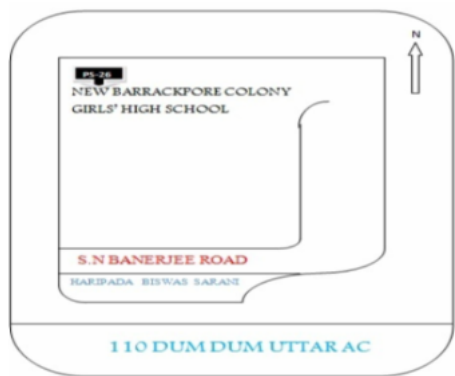 N
PS-26
NEW BARRACKPORE COLONY
GIRLS' HIGH SCHOOL
S.N BANERJEE ROAD
HARIPADA BISWAS SARANI
110 DUM DUM UTTAR AC